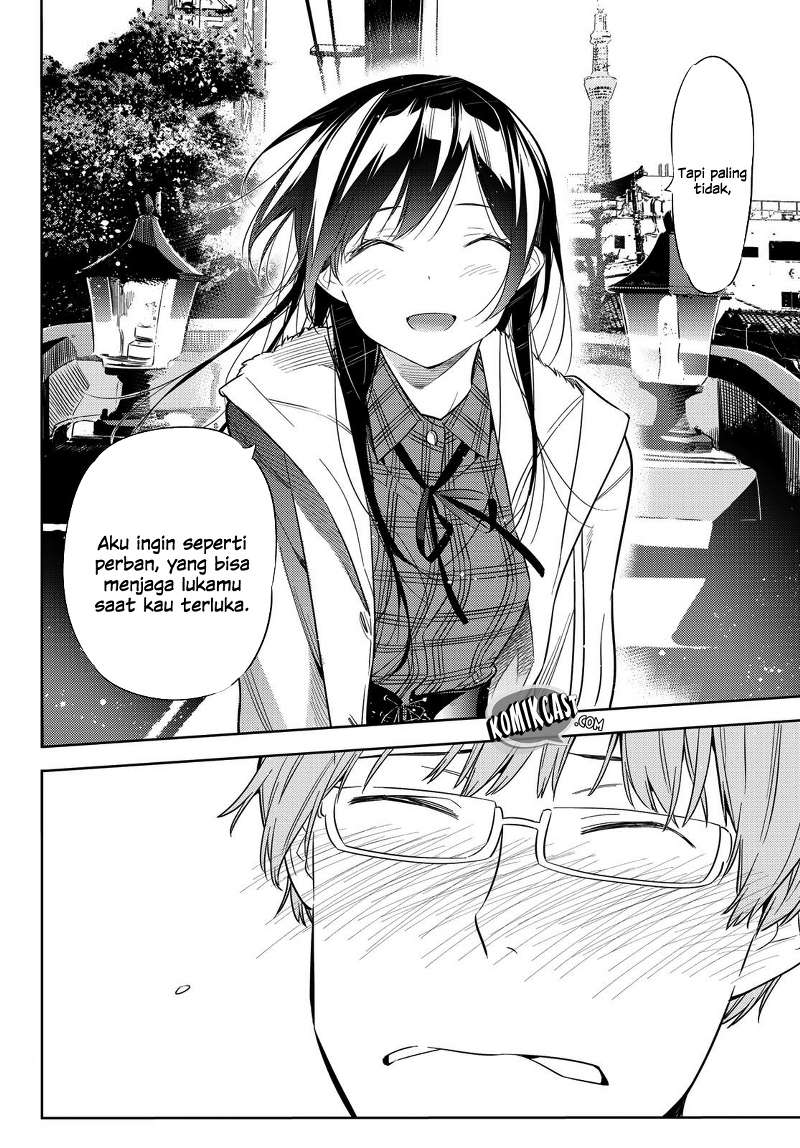 Tapi paling
tidak,
Aku ingin seperti
perban, yang bisa
menjaga lukamu
saat kau terluka.
KOMIKCAST
.COM